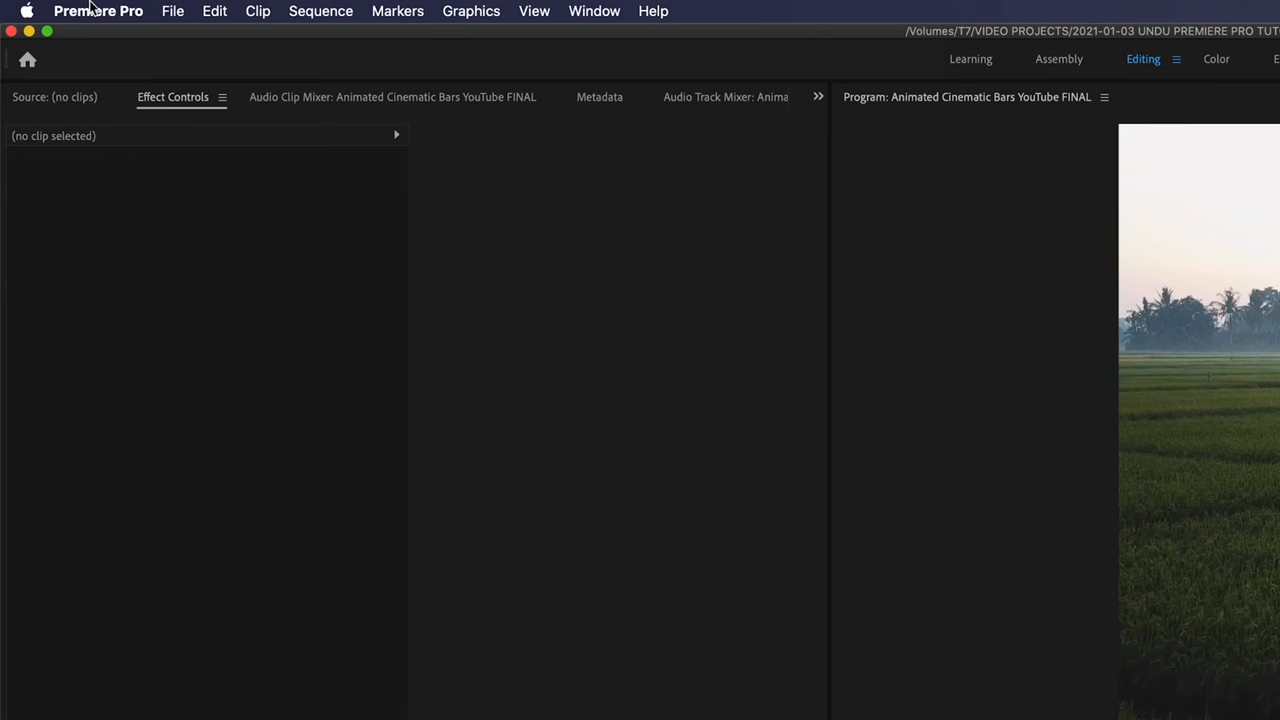 Premiere Pro File Edit Clip Sequence Markers Graphics View Window Help
/Volumes/T7/VIDEO PROJECTS/2021-01-03 UNDU PREMIERE PRO TUT
Learning Assembly Editing Color E
Source: (no clips) Effect Controls Audio Clip Mixer: Animated Cinematic Bars YouTube FINAL Metadata Audio Track Mixer: Anima Program: Animated Cinematic Bars YouTube FINAL
(no clip selected)